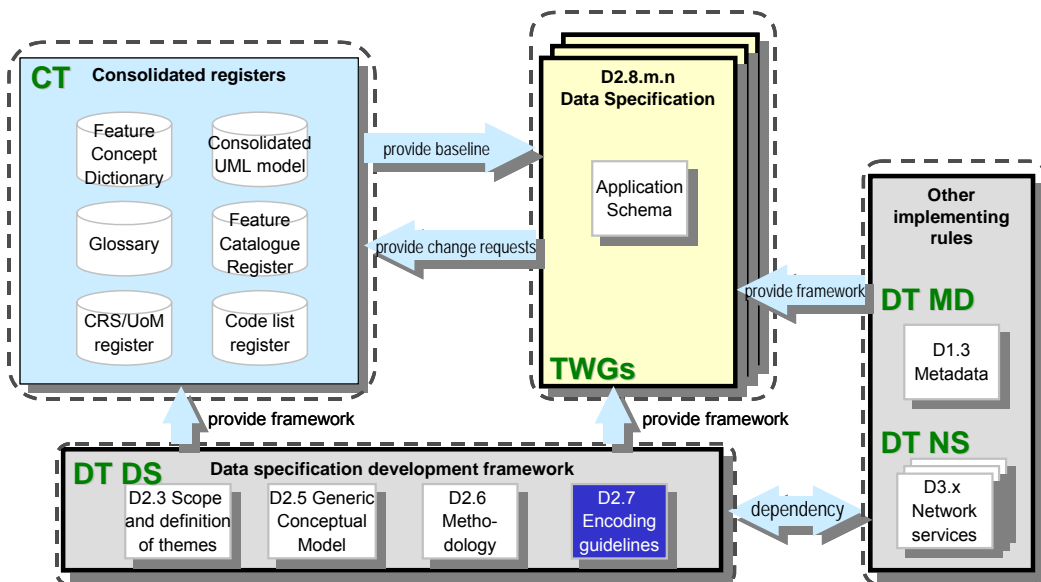 CT
Consolidated registers
Feature
Concept
Dictionary
Consolidated
UML model
Glossary
Feature
Catalogue
Register
CRS/UoM
register
Code list
register
provide baseline
provide change requests
D2.8.m.n
Data Specification
Application
Schema
TWGs
Other
implementing
rules
provide framework
DT MD
D1.3
Metadata
DT NS
D3.x
Network
services
provide framework
provide framework
DT DS
Data specification development framework
D2.3 Scope
and definition
of themes
D2.5 Generic
Conceptual
Model
D2.6
Metho-
dology
D2.7
Encoding
guidelines
dependency